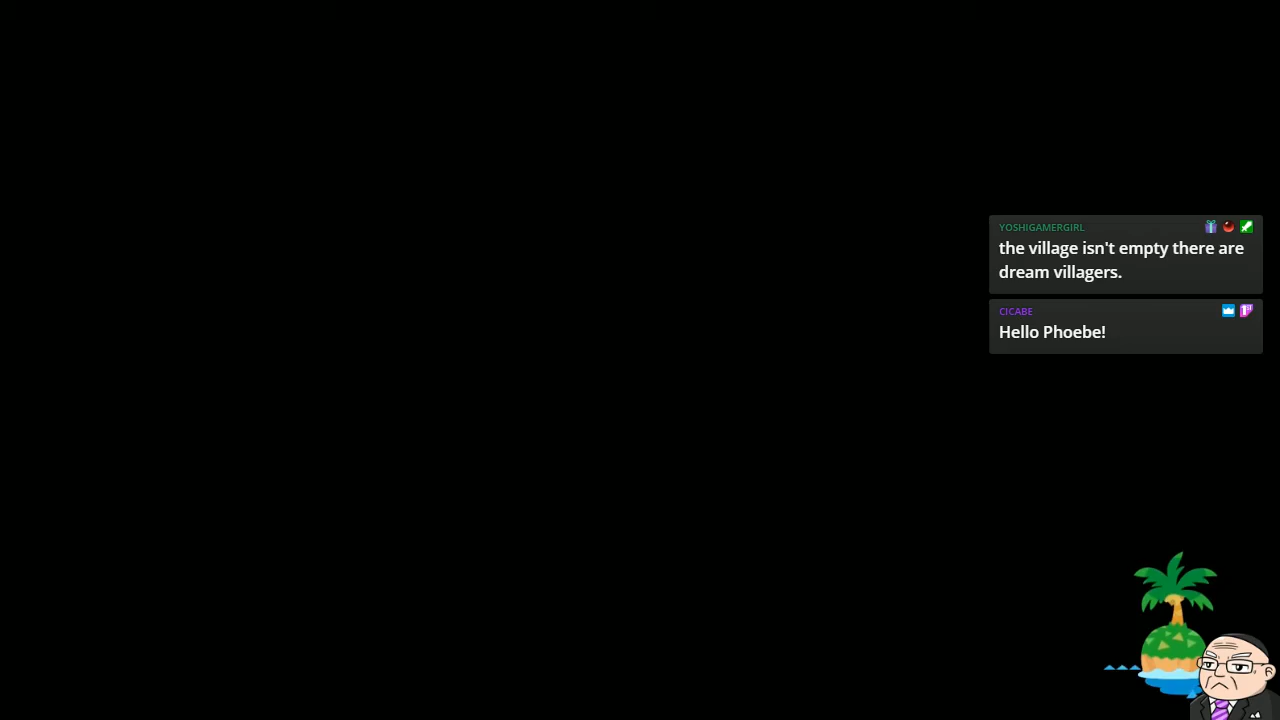 YOSHIGAMERGIRL
the village isn't empty there are
dream villagers.
CICABE
Hello Phoebe!